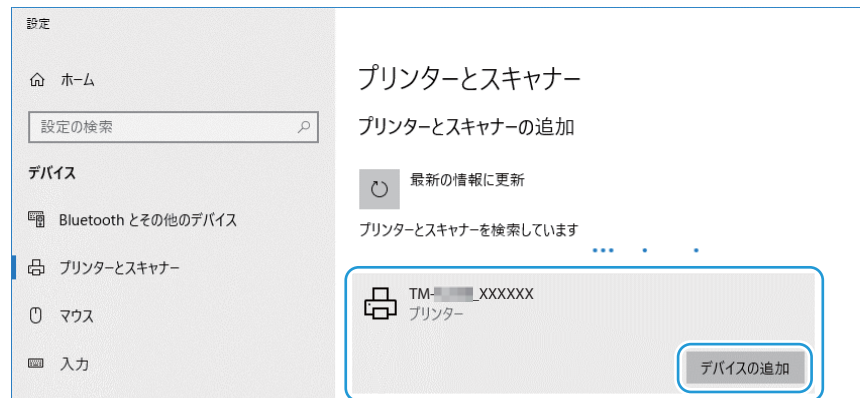 設定
ホーム
設定の検索
デバイス
Bluetooth とその他のデバイス
プリンターとスキャナー
マウス
入力
プリンターとスキャナー
プリンターとスキャナーの追加
最新の情報に更新
プリンターとスキャナーを検索しています
TM- _XXXXXX
プリンター
デバイスの追加